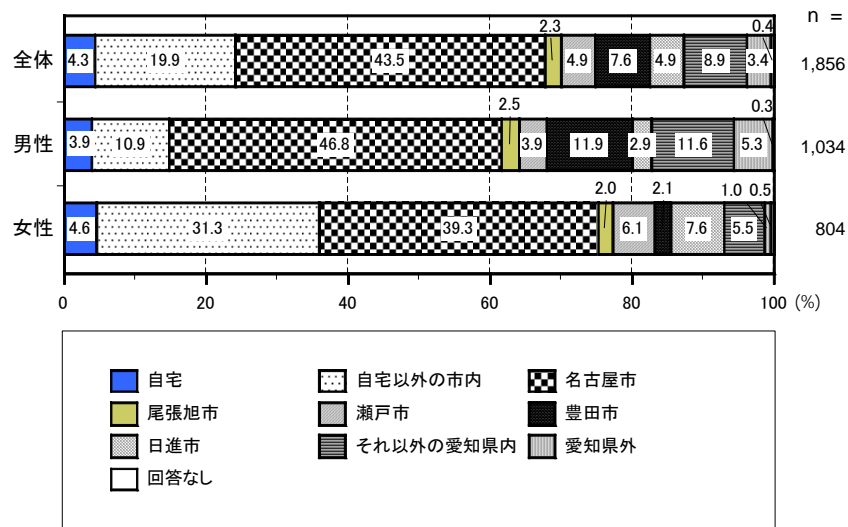 n =
2.3 0.4
全体 4.3 19.9 43.5 4.9 7.6 4.9 8.9 3.4 1,856
2.5 0.3
男性 3.9 10.9 46.8 3.9 11.9 2.9 11.6 5.3 1,034
2.0 2.1 1.0 0.5
女性 4.6 31.3 39.3 6.1 7.6 5.5 804
0 20 40 60 80 100 (%)
自宅 自宅以外の市内 名古屋市
尾張旭市 瀬戸市 豊田市
日進市 それ以外の愛知県内 愛知県外
回答なし